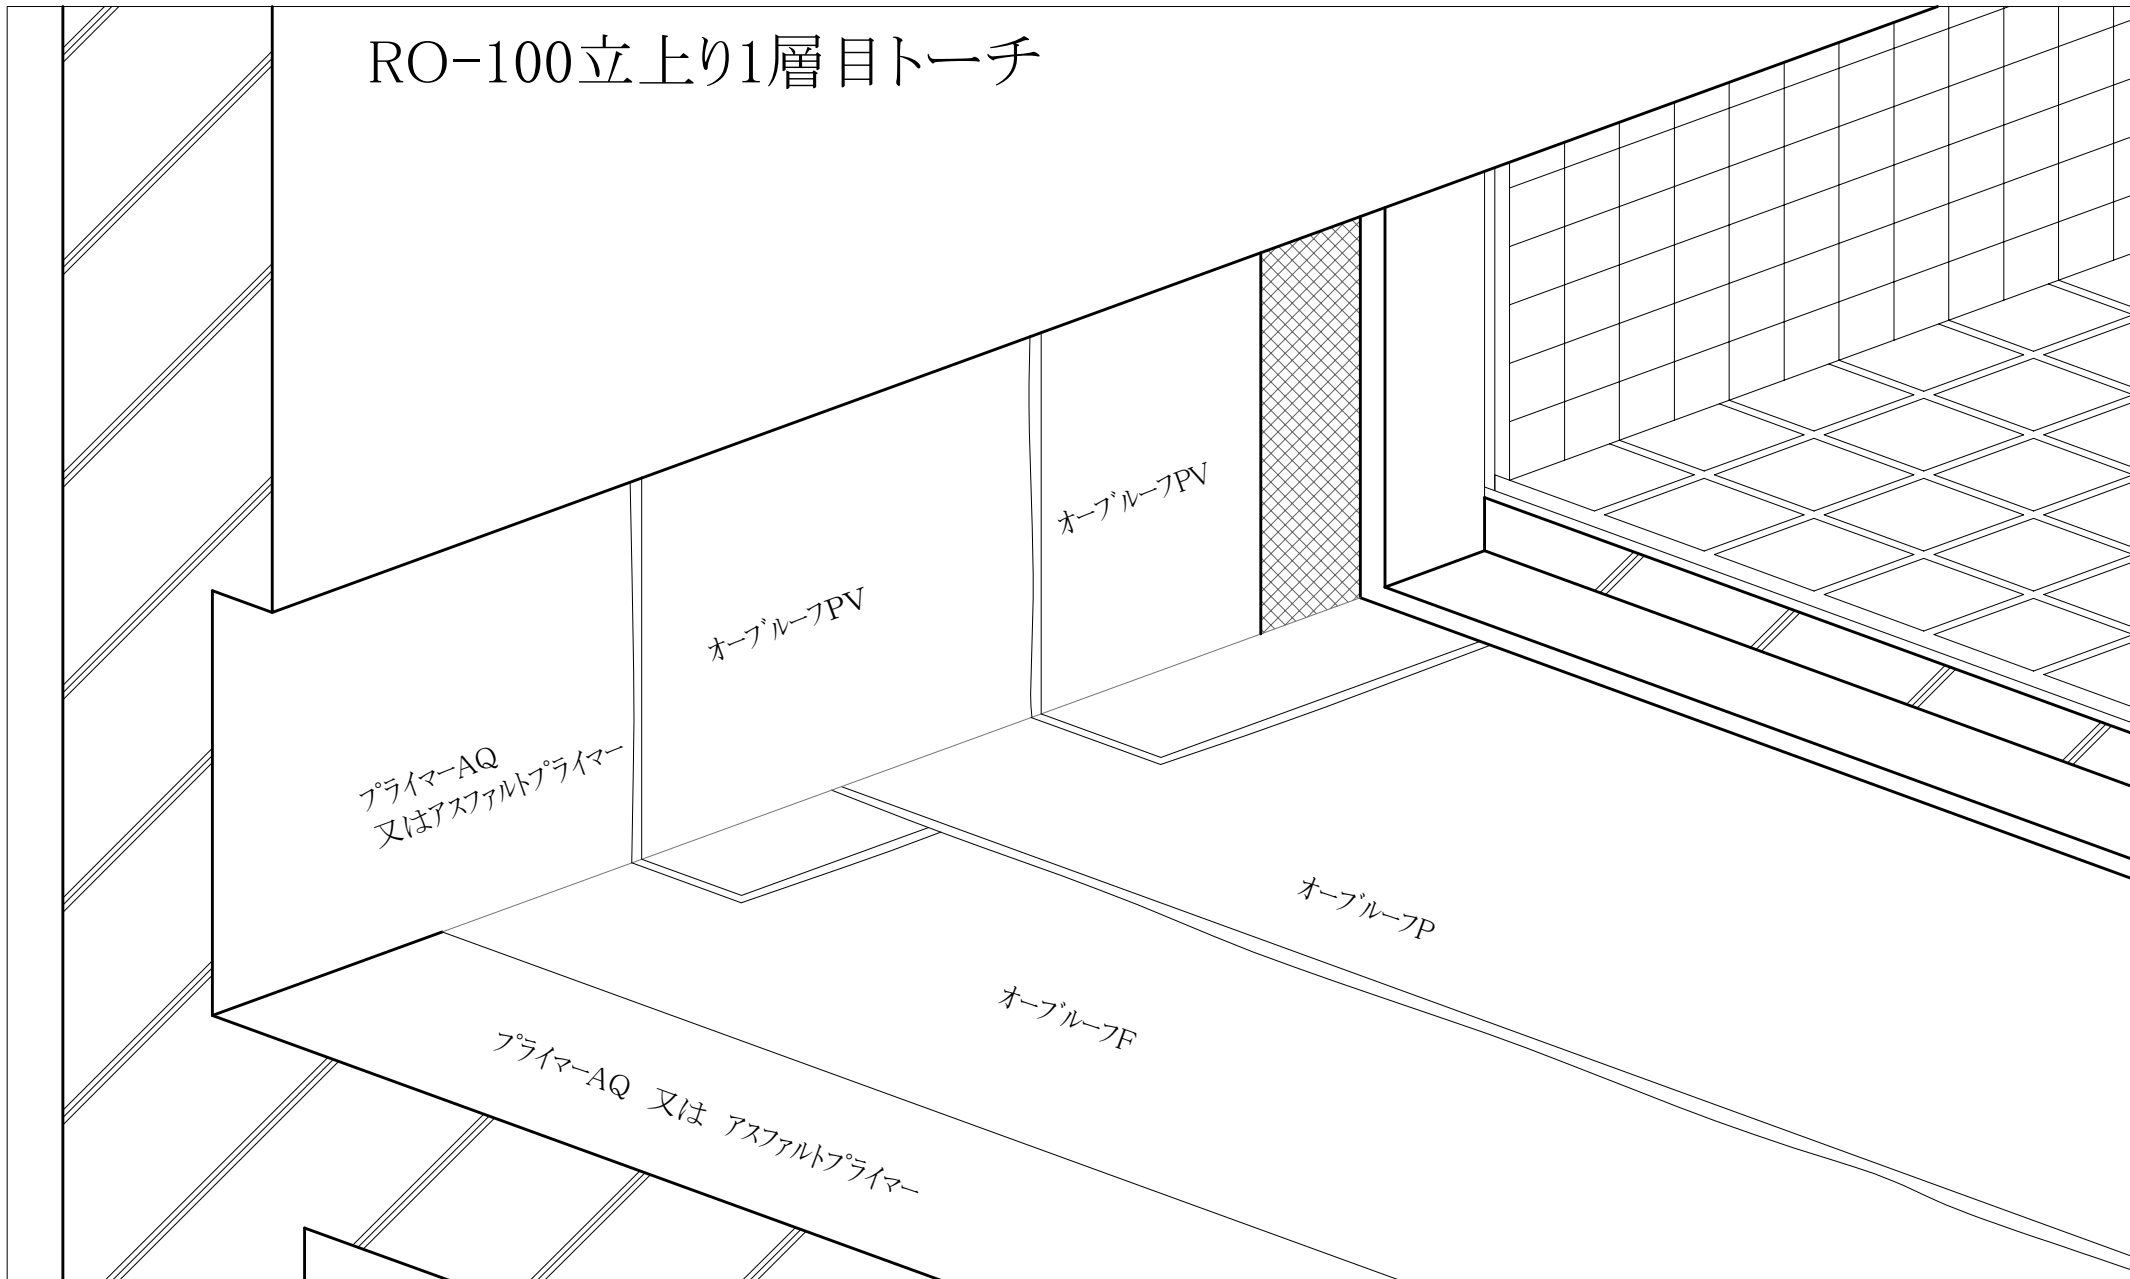 RO-100立上り1層目トーチ
オーブルーフPV
オーブルーフPV
プライマーAQ
又はアスファルトプライマー
オーブルーフP
オーブルーフF
プライマーAQ　又は　アスファルトプライマー